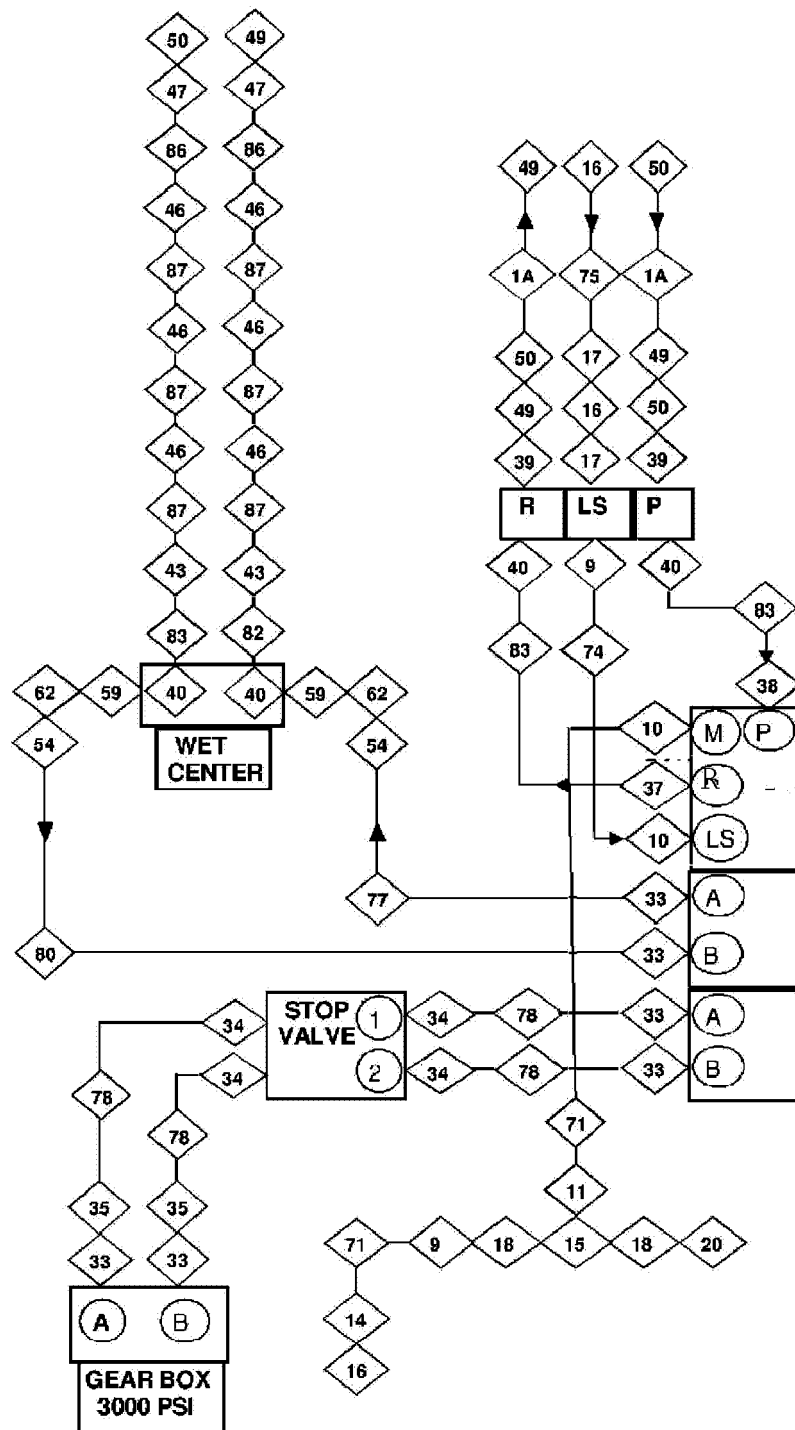 50 49
47 47
86 86
49 16 50
46 46
87 87
1A 75 1A
46 46
50 17 49
87 87
49 16 50
46 46
39 17 39
87 87
R LS P
43 43
40 9 40
83
83 82
83 74
62 59 40 40 59 62
38
54 WET CENTER 54
10 M P
37 R
10 LS
77 33 A
80 33 B
34 STOP VALVE 1 34 78 33 A
34 2 34 78 33 B
78
78
71
35 35
11
33 33
71 9 18 15 18 20
A B
14
16
GEAR BOX
3000 PSI